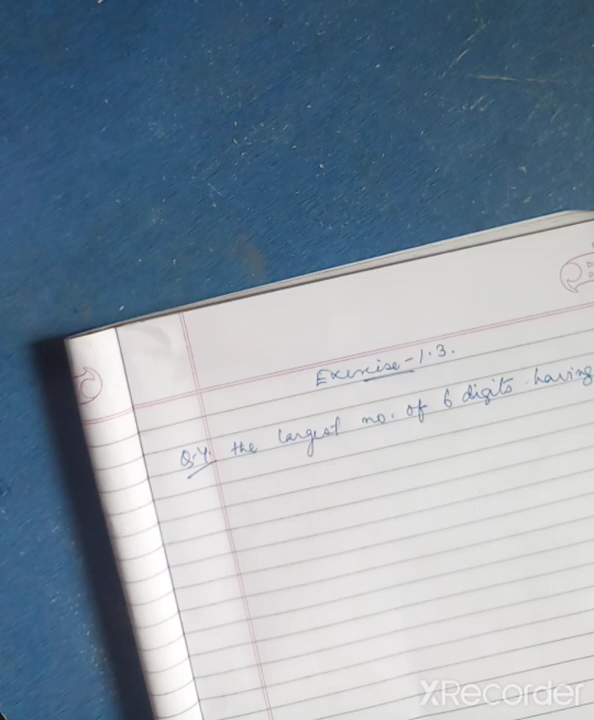 Exercise-1.3.
Q.4. the largest no. of 6 digits having
XRecorder